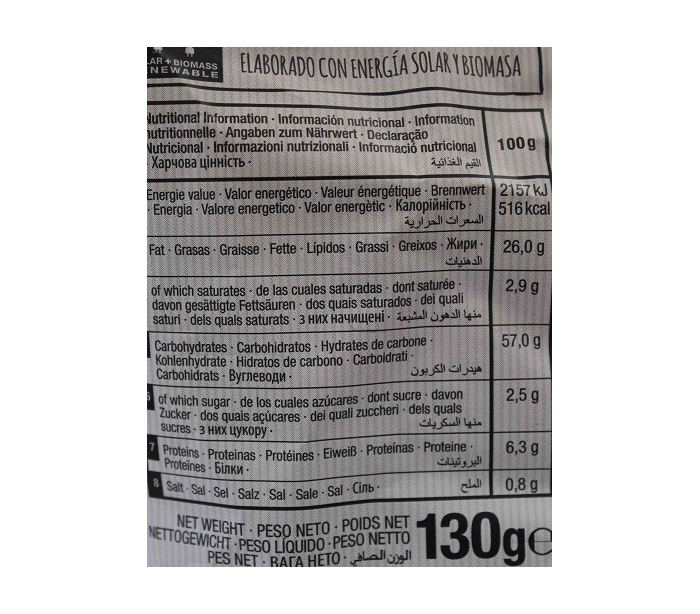 LAR + BIOMASS
ENEWABLE
ELABORADO CON ENERGÍA SOLAR Y BIOMASA
Nutritional Information · Información nutricional · Information
nutritionnelle · Angaben zum Nährwert · Declaração
Nutricional · Informazioni nutrizionali · Informació nutricional
· Харчова цінність · القيم الغذائية
100 g
Energie value · Valor energético · Valeur énergétique · Brennwert
· Energia · Valore energetico · Valor energètic · Калорійність ·
السعرات الحرارية
2157 kJ
516 kcal
Fat · Grasas · Graisse · Fette · Lípidos · Grassi · Greixos · Жири ·
الدهنيات
26,0 g
of which saturates · de las cuales saturadas · dont saturée ·
davon gesättigte Fettsäuren · dos quais saturados · dei quali
saturi · dels quals saturats · з них начищені · منها الدهون المشبعة
2,9 g
Carbohydrates · Carbohidratos · Hydrates de carbone ·
Kohlenhydrate · Hidratos de carbono · Carboidrati ·
Carbohidrats · Вуглеводи · هيدرات الكربون
57,0 g
6 of which sugar · de los cuales azúcares · dont sucre · davon
Zucker · dos quais açúcares · dei quali zuccheri · dels quals
sucres · з них цукору · منها السكريات
2,5 g
7 Proteins · Proteinas · Protéines · Eiweiß · Proteínas · Proteine ·
Proteïnes · Білки · البروتينات
6,3 g
8 Salt · Sal · Sel · Salz · Sal · Sale · Sal · Сіль · الملح
0,8 g
NET WEIGHT · PESO NETO · POIDS NET
NETTOGEWICHT · PESO LÍQUIDO · PESO NETTO
PES NET · ВАГА НЕТО · الوزن الصافي
130g e